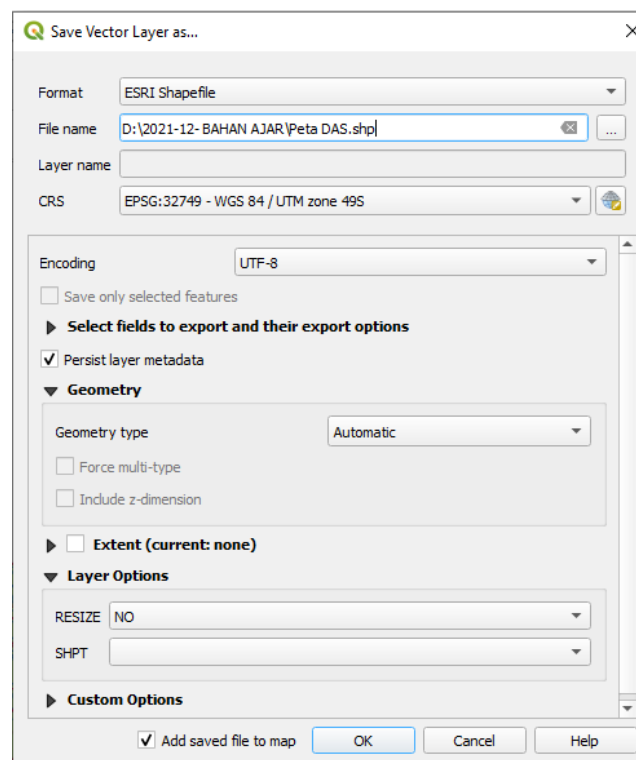 Save Vector Layer as...
Format ESRI Shapefile
File name D:\2021-12- BAHAN AJAR\Peta DAS.shp ...
Layer name
CRS EPSG:32749 - WGS 84 / UTM zone 49S
Encoding UTF-8
Save only selected features
Select fields to export and their export options
Persist layer metadata
Geometry
Geometry type Automatic
Force multi-type
Include z-dimension
Extent (current: none)
Layer Options
RESIZE NO
SHPT
Custom Options
Add saved file to map OK Cancel Help